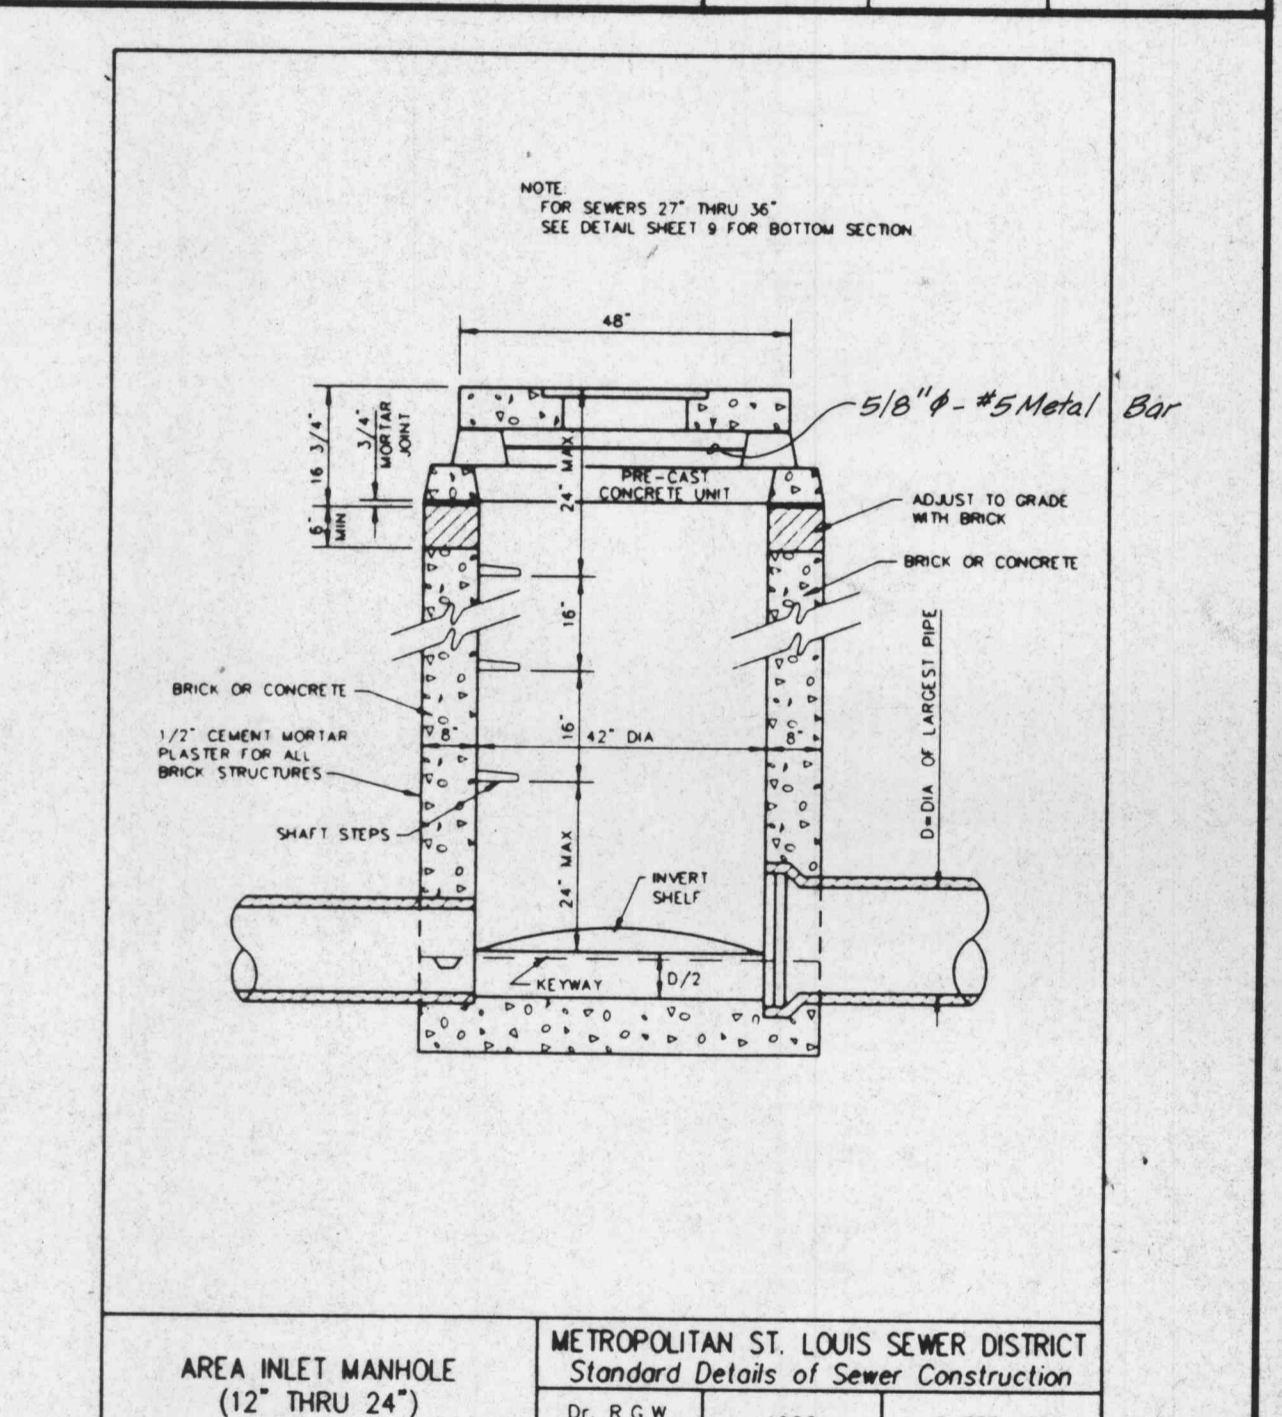 NOTE:
FOR SEWERS 27" THRU 36"
SEE DETAIL SHEET 9 FOR BOTTOM SECTION
48"
5/8"ϕ - #5 Metal Bar
16 3/4"
3/4"
MORTAR
JOINT
24" MAX.
PRE-CAST
CONCRETE UNIT
6"
MIN
ADJUST TO GRADE
WITH BRICK
BRICK OR CONCRETE
16"
D=DIA OF LARGEST PIPE
BRICK OR CONCRETE
1/2" CEMENT MORTAR
PLASTER FOR ALL
BRICK STRUCTURES
8"
16"
42" DIA
8"
SHAFT STEPS
24" MAX
INVERT
SHELF
KEYWAY
D/2
AREA INLET MANHOLE
(12" THRU 24")
METROPOLITAN ST. LOUIS SEWER DISTRICT
Standard Details of Sewer Construction
Dr. R.G.W.